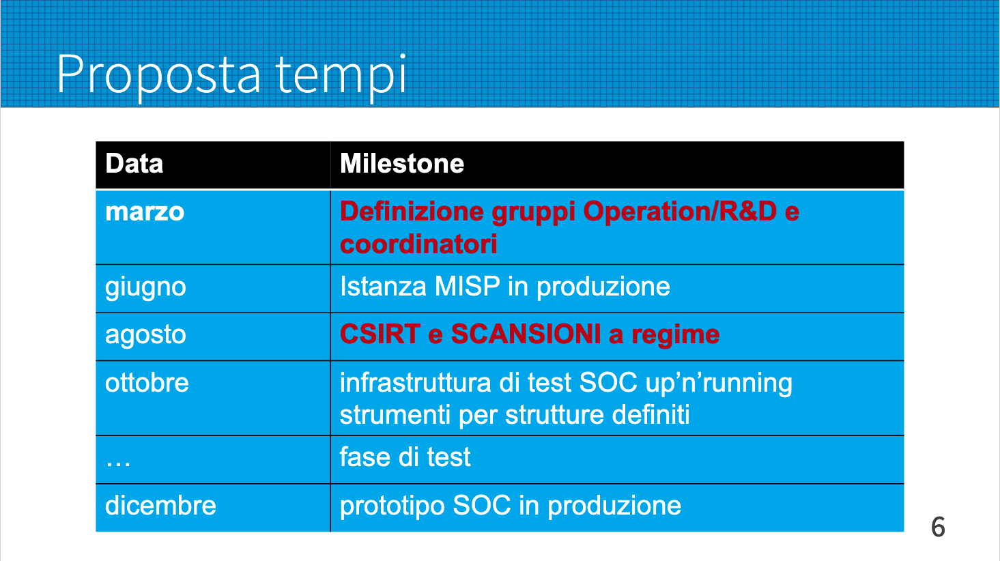 Proposta tempi
Data
Milestone
marzo
Definizione gruppi Operation/R&D e
coordinatori
giugno
Istanza MISP in produzione
agosto
CSIRT e SCANSIONI a regime
ottobre
infrastruttura di test SOC up’n’running
strumenti per strutture definiti
…
fase di test
dicembre
prototipo SOC in produzione
6